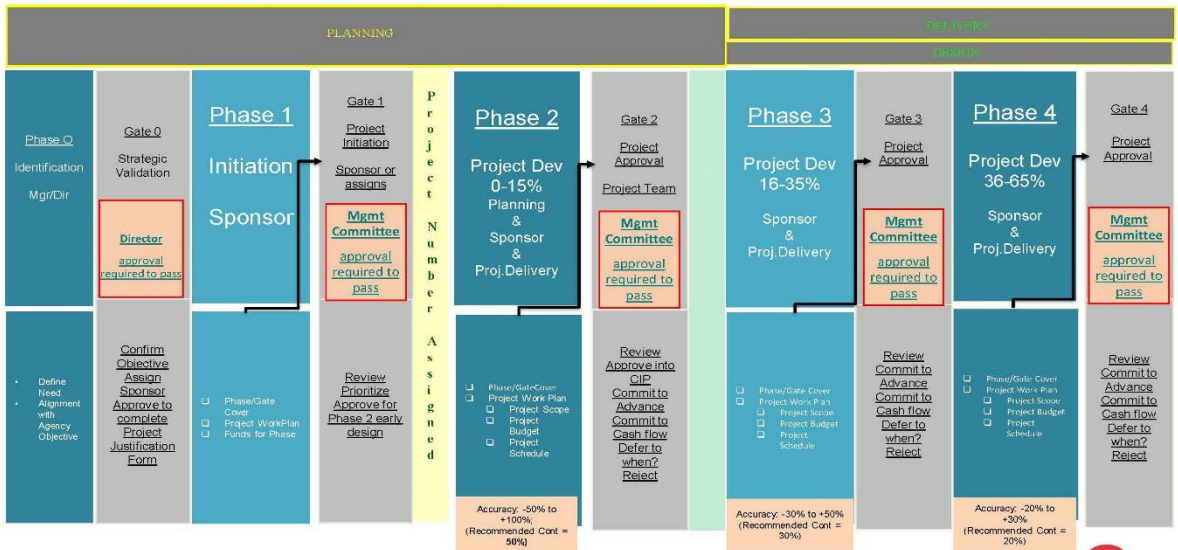 PLANNING
DELIVERY
DESIGN
Phase O
Identification
Mgr/Dir
• Define
Need
• Alignment
with
Agency
Objective
Gate 0
Strategic
Validation
Director
approval
required to pass
Confirm
Objective
Assign
Sponsor
Approve to
complete
Project
Justification
Form
Phase 1
Initiation
Sponsor
❑ Phase/Gate
Cover
❑ Project WorkPlan
❑ Funds for Phase
Gate 1
Project
Initiation
Sponsor or
assigns
Mgmt
Committee
approval
required to
pass
Review
Prioritize
Approve for
Phase 2 early
design
Project Number Assigned
Phase 2
Project Dev
0-15%
Planning
&
Sponsor
&
Proj.Delivery
❑ Phase/GateCover
❑ Project Work Plan
❑ Project Scope
❑ Project
Budget
❑ Project
Schedule
Accuracy: -50% to
+100%;
(Recommended Cont =
50%)
Gate 2
Project
Approval
Project Team
Mgmt
Committee
approval
required to
pass
Review
Approve into
CIP
Commit to
Advance
Commit to
Cash flow
Defer to
when?
Reject
Phase 3
Project Dev
16-35%
Sponsor
&
Proj.Delivery
❑ Phase/Gate Cover
❑ Project Work Plan
❑ Project Scope
❑ Project Budget
❑ Project
Schedule
Accuracy: -30% to +50%
(Recommended Cont =
30%)
Gate 3
Project
Approval
Mgmt
Committee
approval
required to
pass
Review
Commit to
Advance
Commit to
Cash flow
Defer to
when?
Reject
Phase 4
Project Dev
36-65%
Sponsor
&
Proj.Delivery
❑ Phase/Gate Cover
❑ Project Work Plan
❑ Project Scope
❑ Project Budget
❑ Project
Schedule
Accuracy: -20% to
+30%
(Recommended Cont =
20%)
Gate 4
Project
Approval
Mgmt
Committee
approval
required to
pass
Review
Commit to
Advance
Commit to
Cash flow
Defer to
when?
Reject